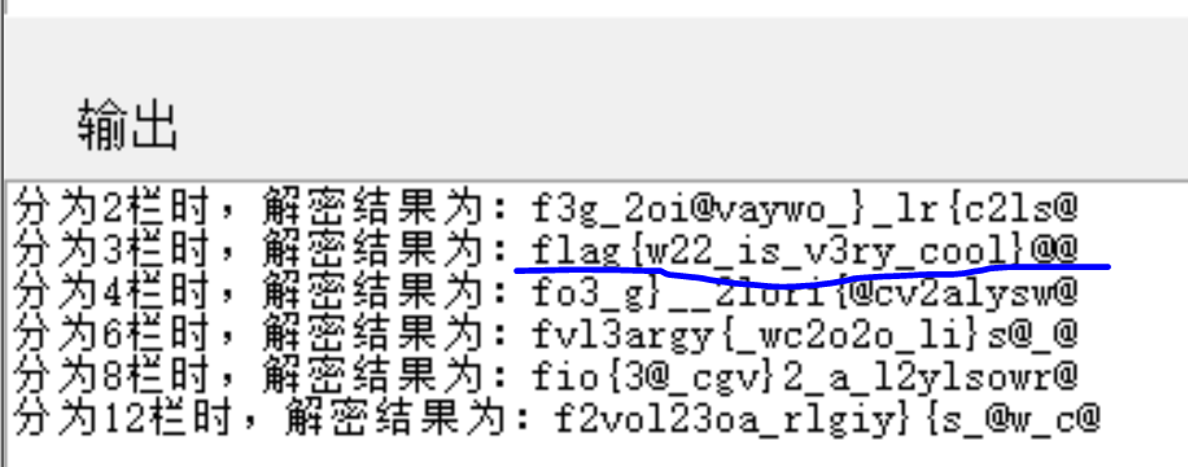 输出
分为2栏时，解密结果为：f3g_2oi@vaywo_}_lr{c2ls@
分为3栏时，解密结果为：flag{w22_is_v3ry_cool}@@
分为4栏时，解密结果为：fo3_g}__2lori{@cv2alysw@
分为6栏时，解密结果为：fvl3argy{_wc2o2o_li}s@_@
分为8栏时，解密结果为：fio{3@_cgv}2_a_l2ylsowr@
分为12栏时，解密结果为：f2vol23oa_rlgiy}{s_@w_c@